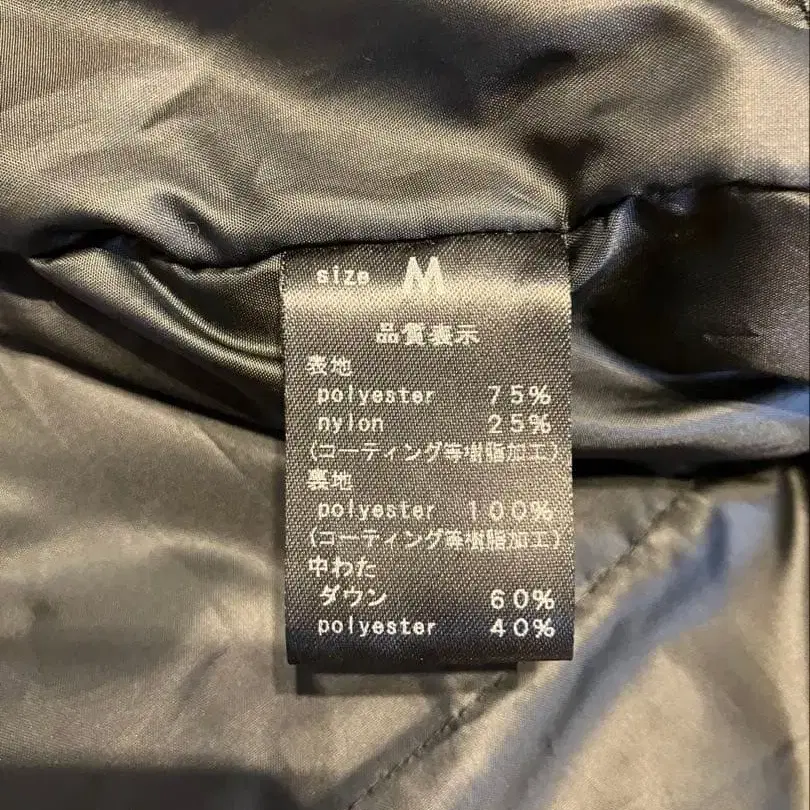 size M
品質表示
表地
polyester 75%
nylon 25%
(コーティング等樹脂加工)
裏地
polyester 100%
(コーティング等樹脂加工)
中わた
ダウン 60%
polyester 40%